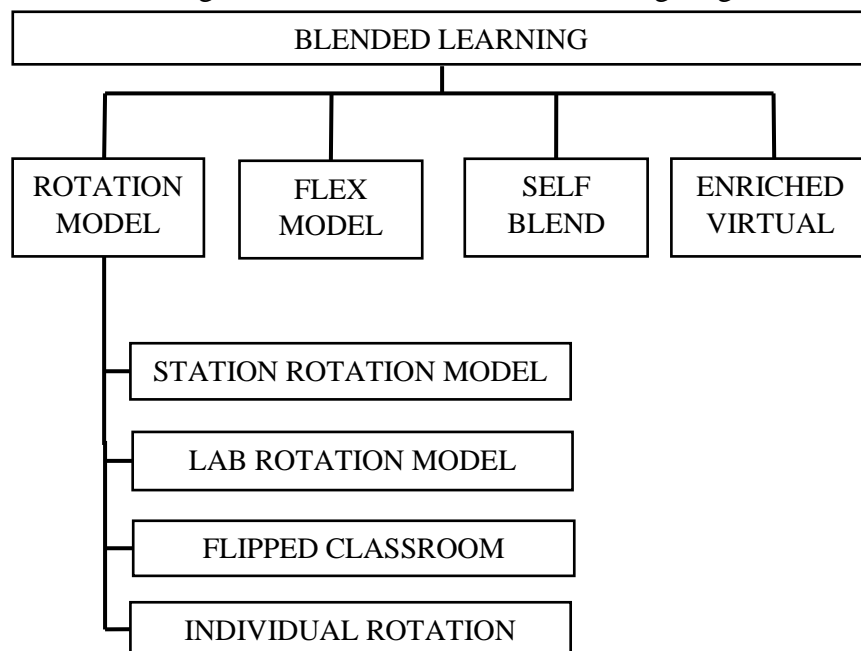 BLENDED LEARNING
ROTATION
MODEL
FLEX
MODEL
SELF
BLEND
ENRICHED
VIRTUAL
STATION ROTATION MODEL
LAB ROTATION MODEL
FLIPPED CLASSROOM
INDIVIDUAL ROTATION